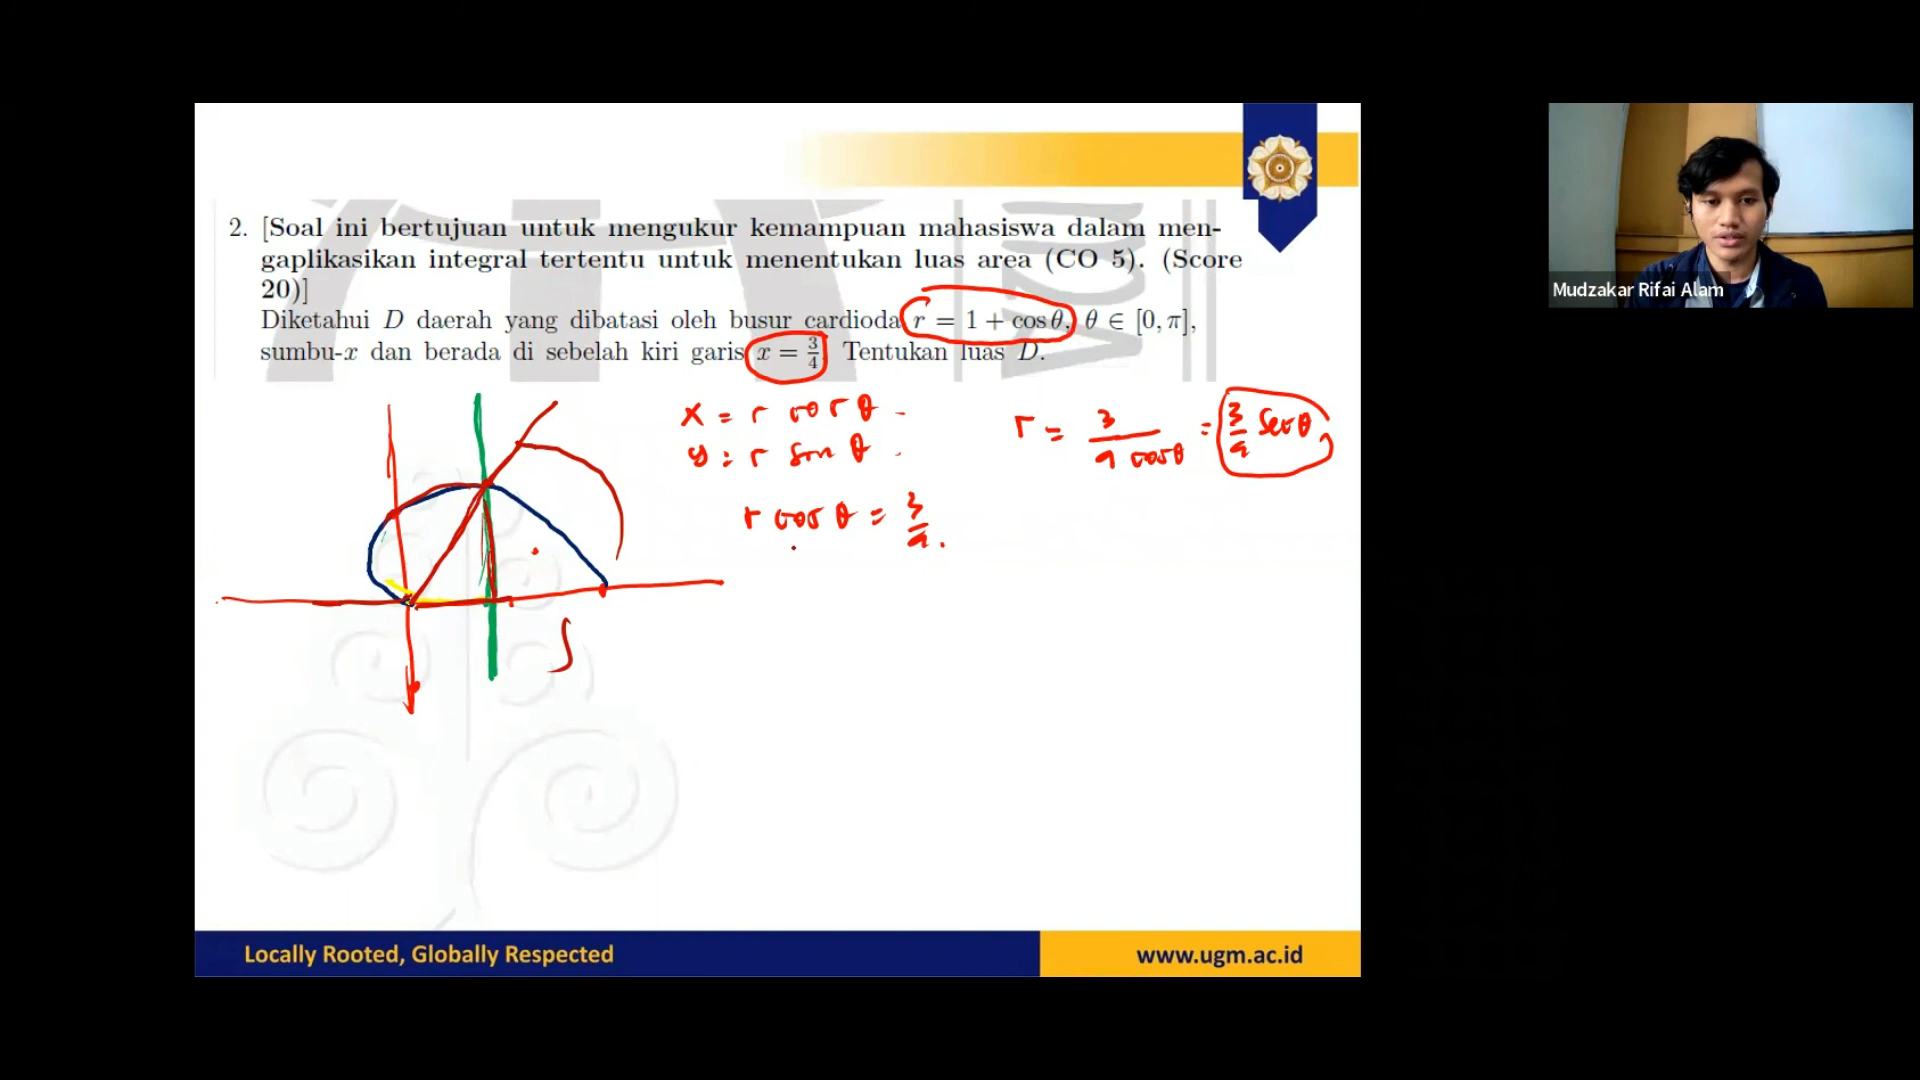 2. [Soal ini bertujuan untuk mengukur kemampuan mahasiswa dalam men-
gaplikasikan integral tertentu untuk menentukan luas area (CO 5). (Score
20)]
Diketahui D daerah yang dibatasi oleh busur cardioda r = 1 + cos θ, θ ∈ [0, π],
sumbu-x dan berada di sebelah kiri garis x = 3/4. Tentukan luas D.
x = r cos θ
y = r sin θ
r cos θ = 3/4.
r = 3/(4 cos θ) = 3/4 sec θ
∫
Locally Rooted, Globally Respected
www.ugm.ac.id
Mudzakar Rifai Alam